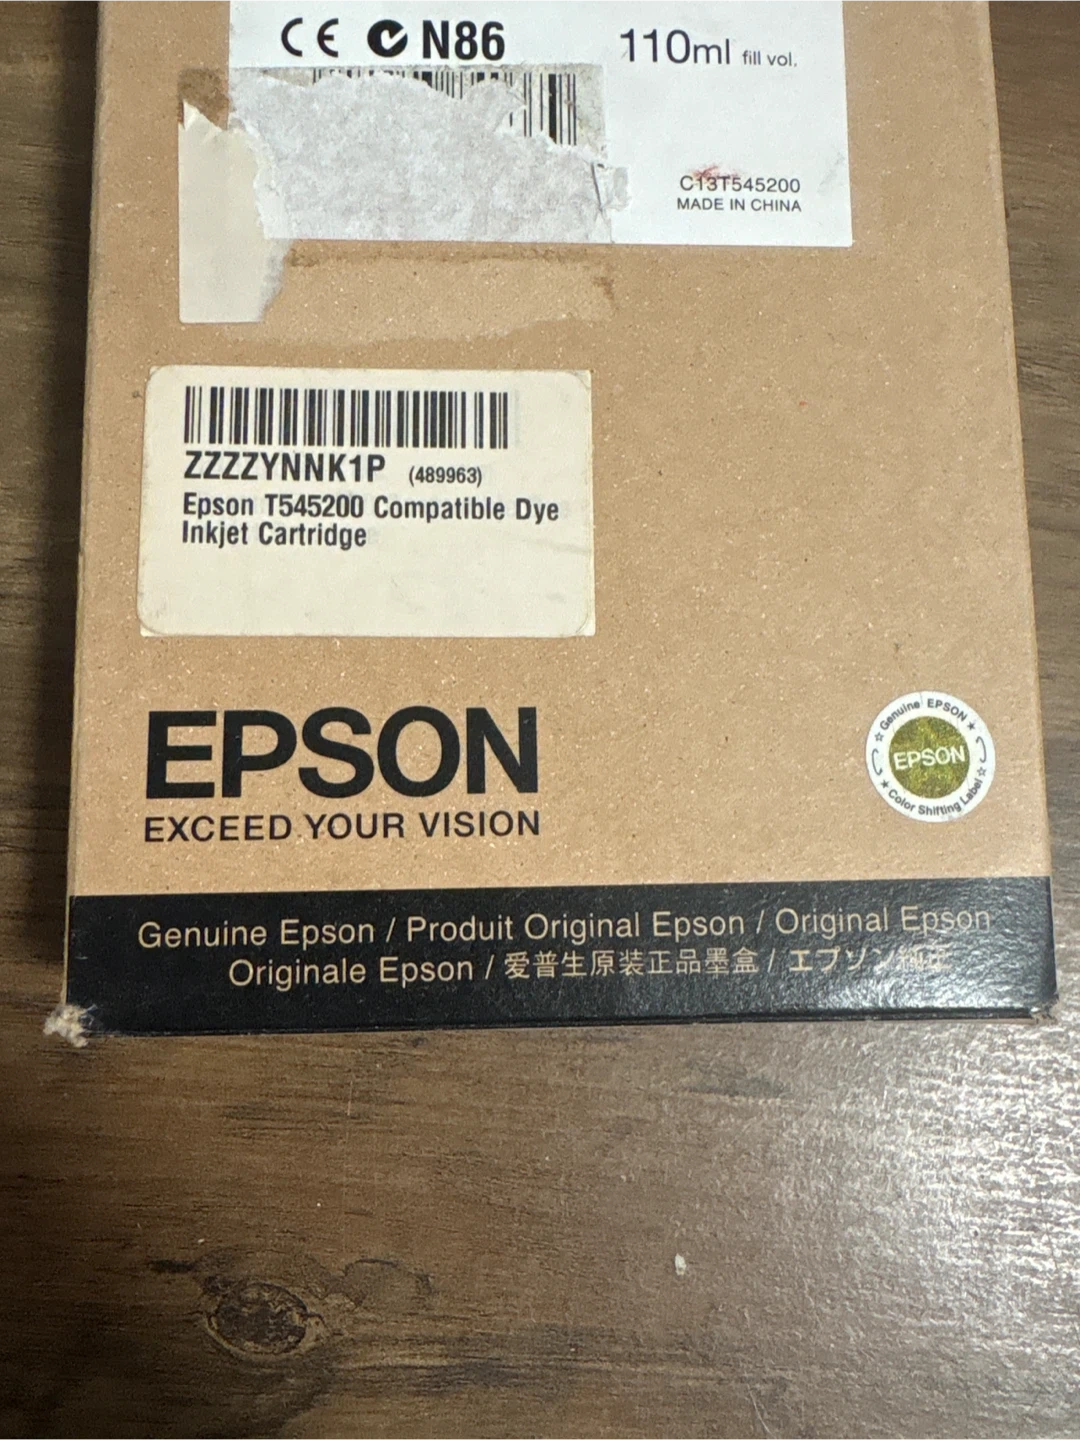 CE N86
110ml fill vol.
C13T545200
MADE IN CHINA
ZZZZYNNK1P (489963)
Epson T545200 Compatible Dye
Inkjet Cartridge
EPSON
EXCEED YOUR VISION
Genuine EPSON
EPSON
Color Shifting Label
Genuine Epson / Produit Original Epson / Original Epson
Originale Epson / 爱普生原装正品墨盒 / エプソン純正